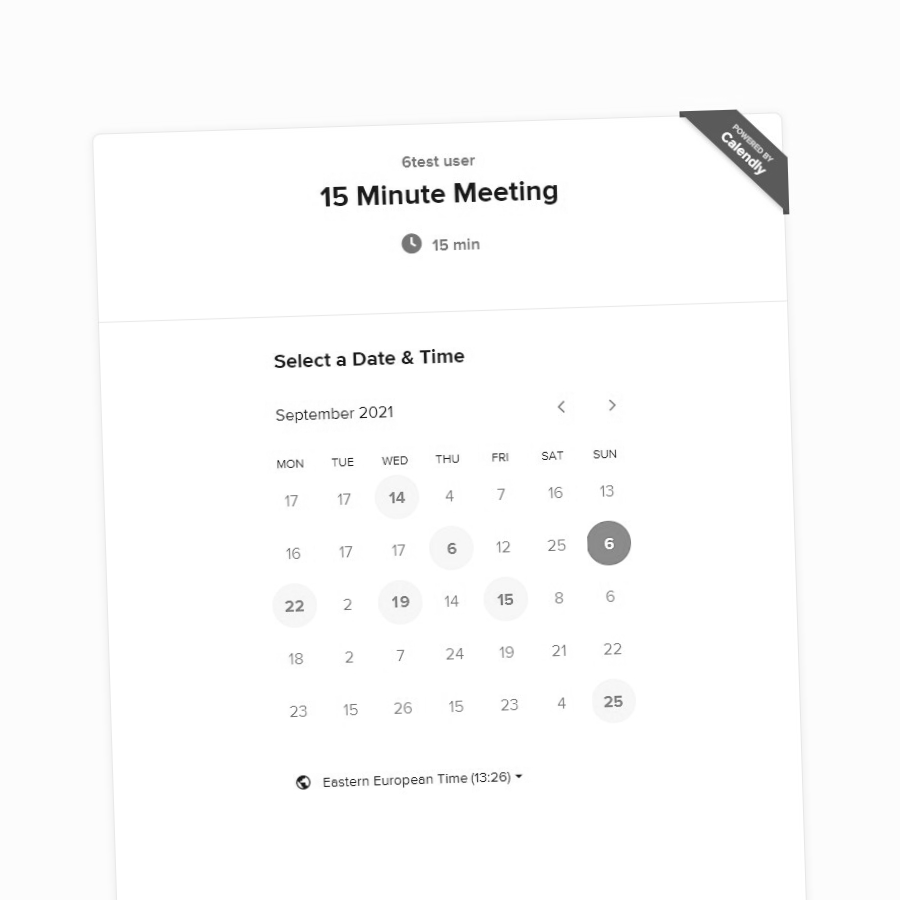 POWERED BY
Calendly
6test user
15 Minute Meeting
15 min
Select a Date & Time
September 2021
MON TUE WED THU FRI SAT SUN
17 17 14 4 7 16 13
16 17 17 6 12 25 6
22 2 19 14 15 8 6
18 2 7 24 19 21 22
23 15 26 15 23 4 25
Eastern European Time (13:26)